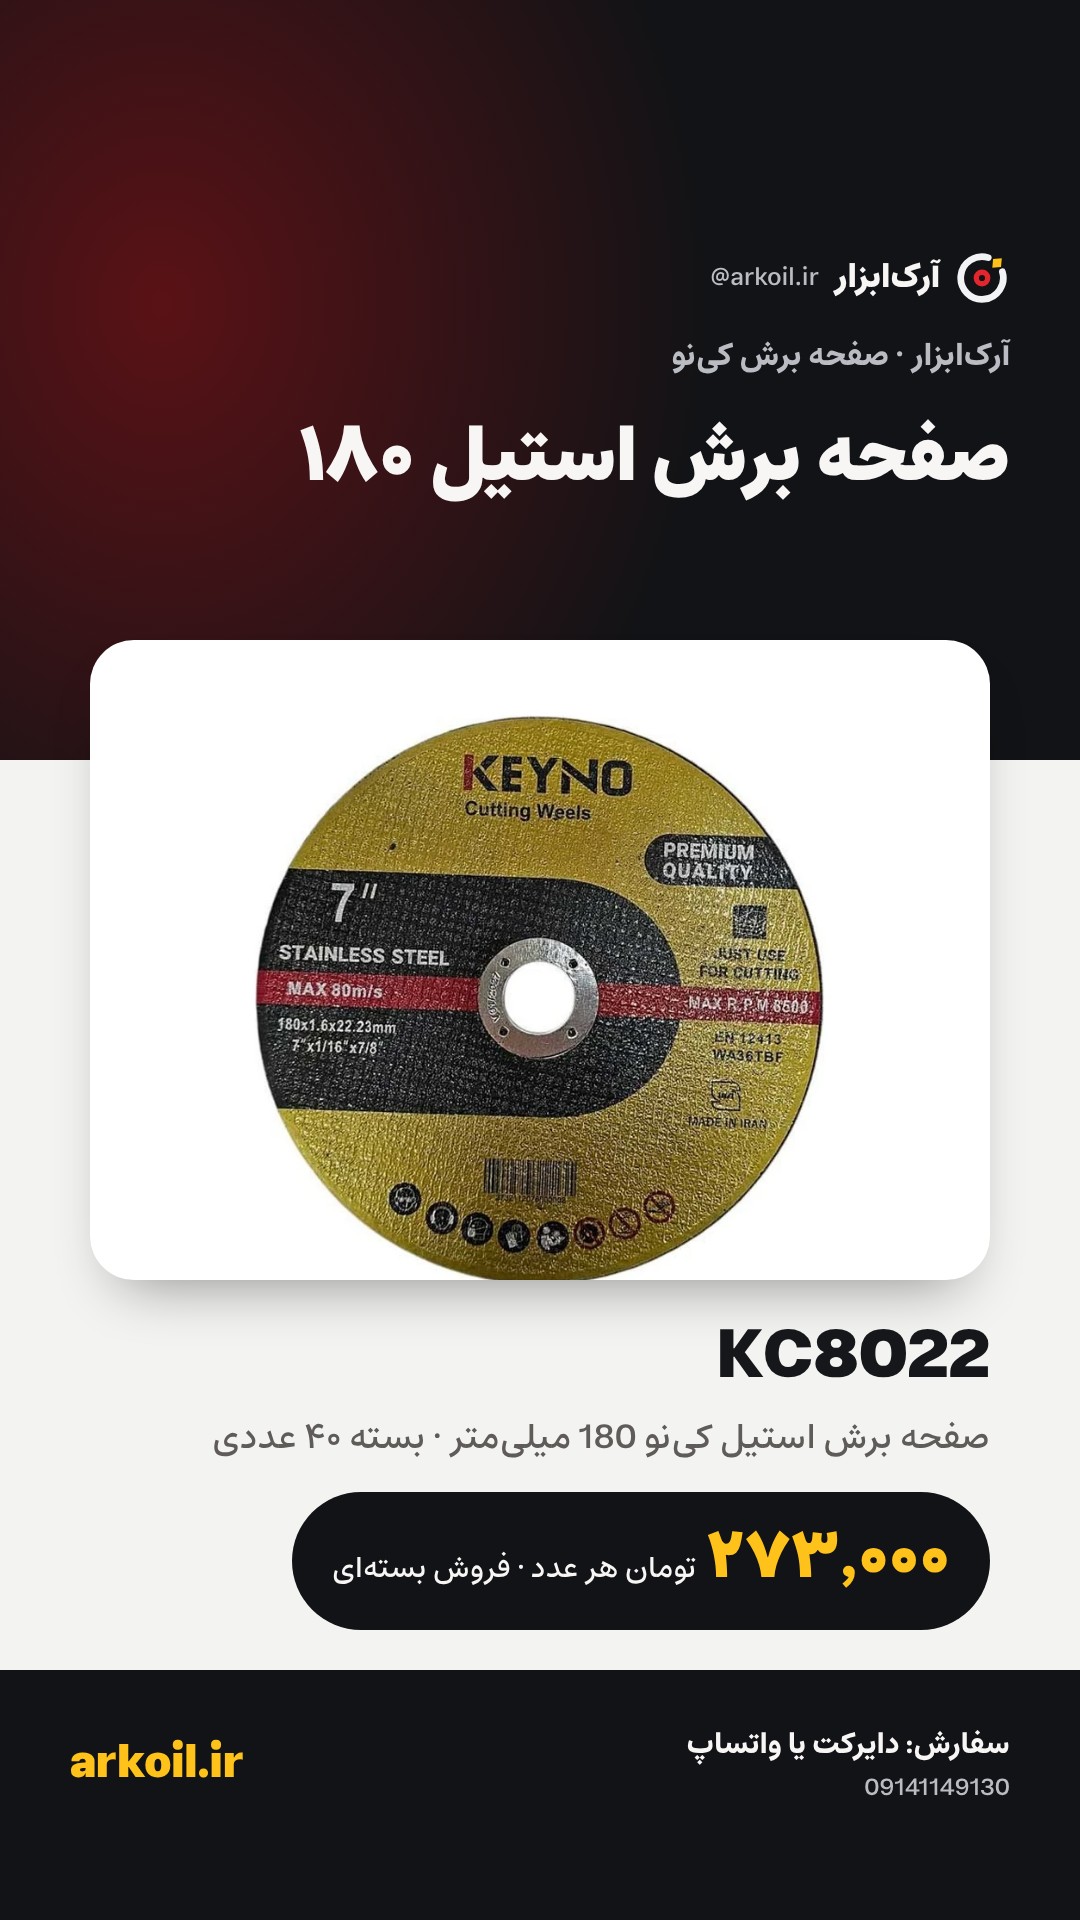 آرک‌ابزار @arkoil.ir
آرک‌ابزار · صفحه برش کی‌نو
صفحه برش استیل ۱۸۰
KEYNO
Cutting Weels
PREMIUM
QUALITY
7"
STAINLESS STEEL
MAX 80m/s
180x1.6x22.23mm
7"x1/16"x7/8"
JUST USE
FOR CUTTING
MAX R.P.M 8500
EN 12413
WA36TBF
MADE IN IRAN
KC8022
صفحه برش استیل کی‌نو 180 میلی‌متر · بسته ۴۰ عددی
۲۷۳,۰۰۰ تومان هر عدد · فروش بسته‌ای
سفارش: دایرکت یا واتساپ
09141149130
arkoil.ir